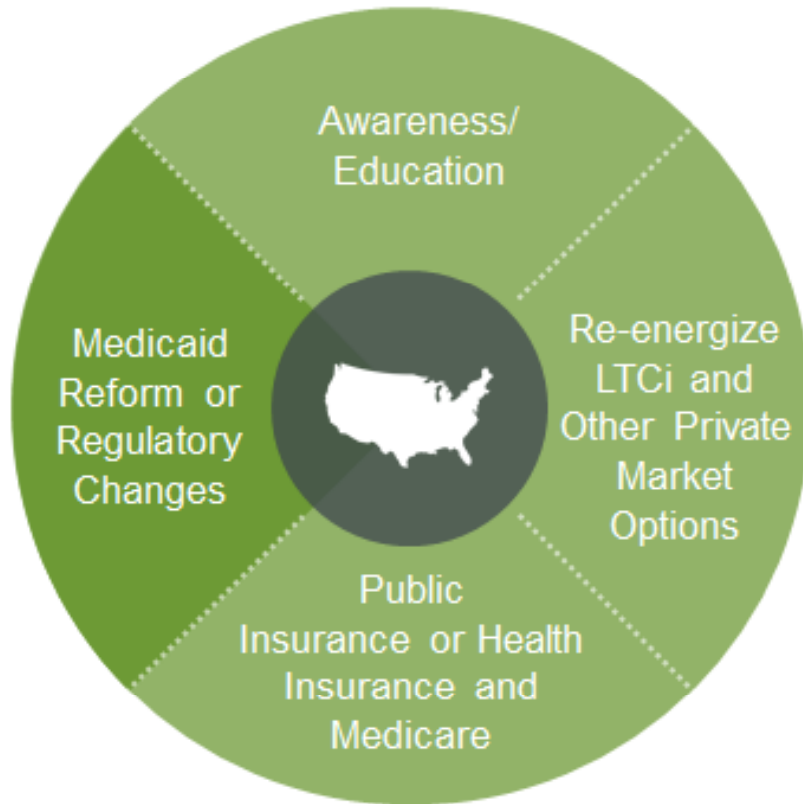 Awareness/
Education
Medicaid
Reform or
Regulatory
Changes
Re-energize
LTCi and
Other Private
Market
Options
Public
Insurance or Health
Insurance and
Medicare